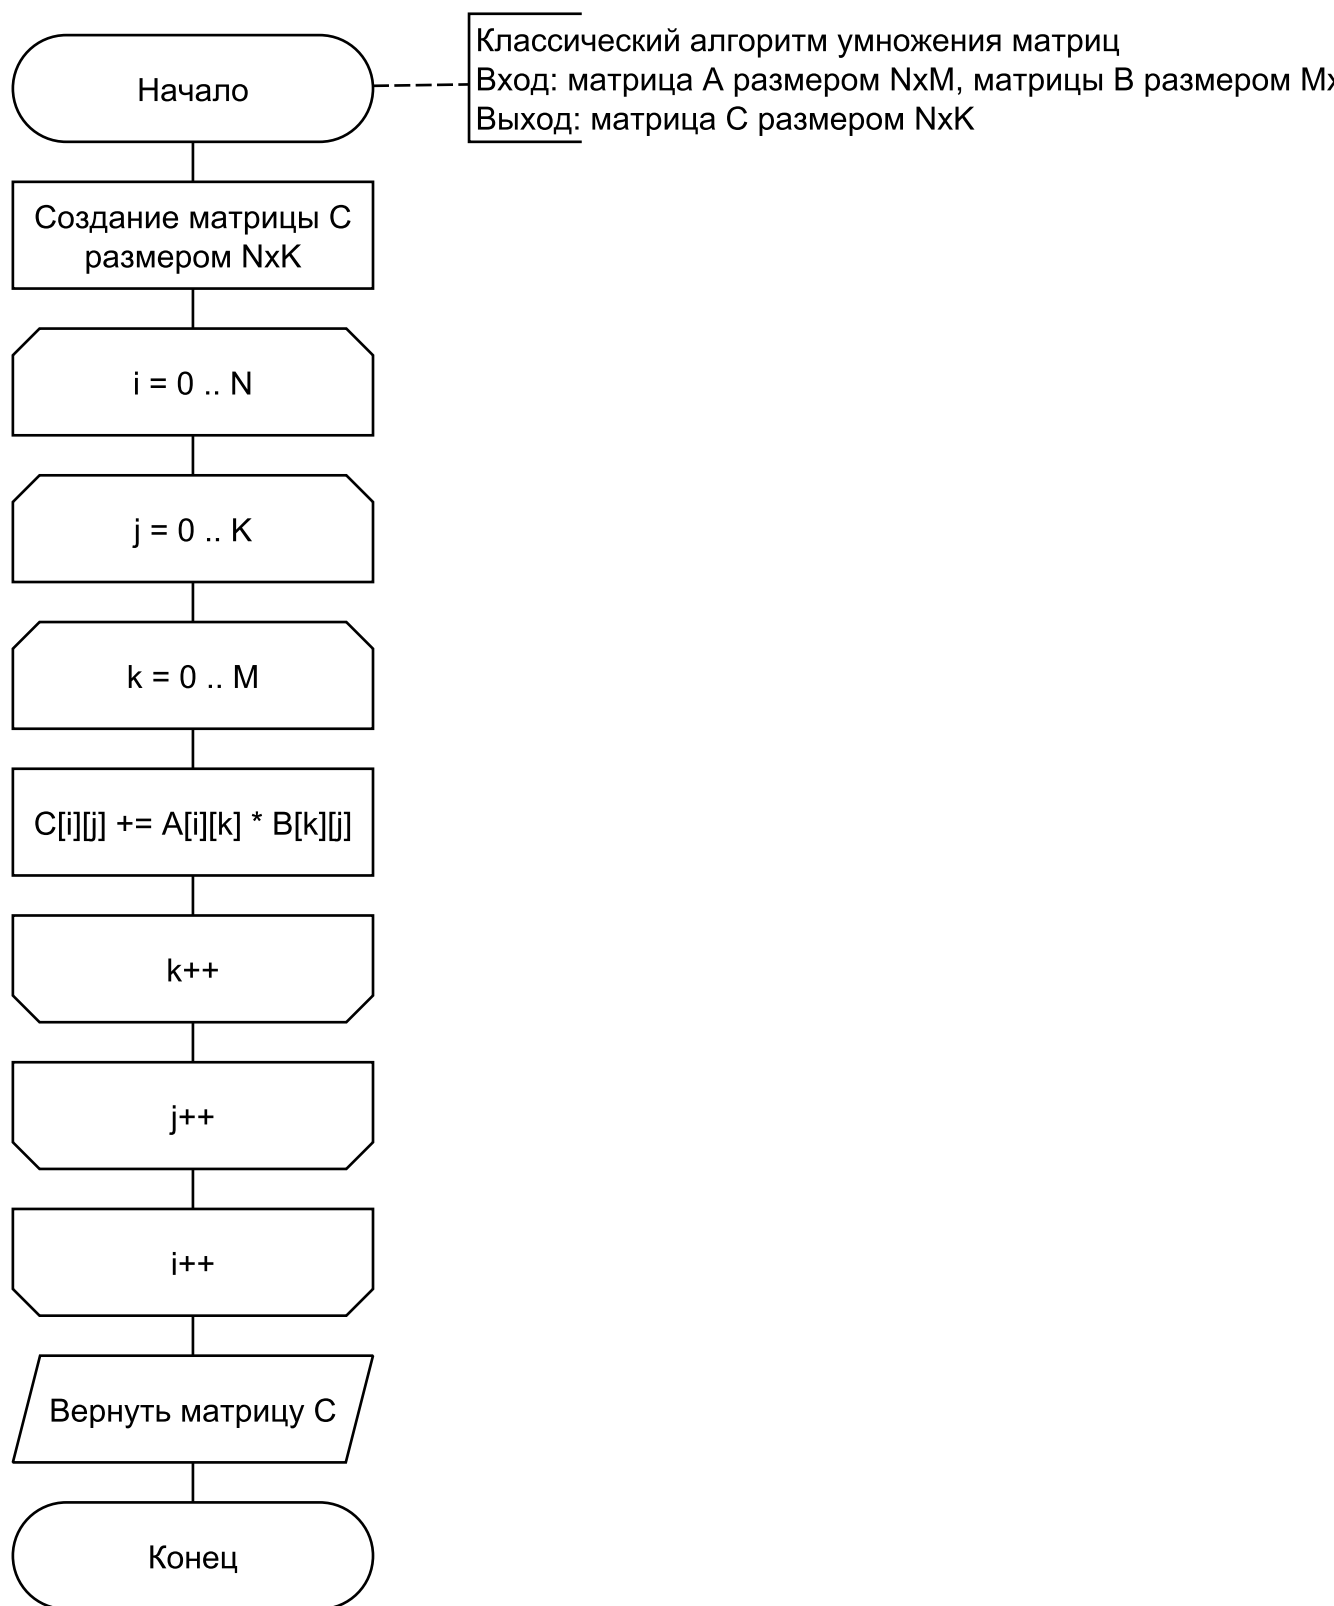 Начало
Классический алгоритм умножения матриц
Вход: матрица A размером NxM, матрицы B размером Mx
Выход: матрица C размером NxK
Создание матрицы C
размером NxK
i = 0 .. N
j = 0 .. K
k = 0 .. M
C[i][j] += A[i][k] * B[k][j]
k++
j++
i++
Вернуть матрицу C
Конец